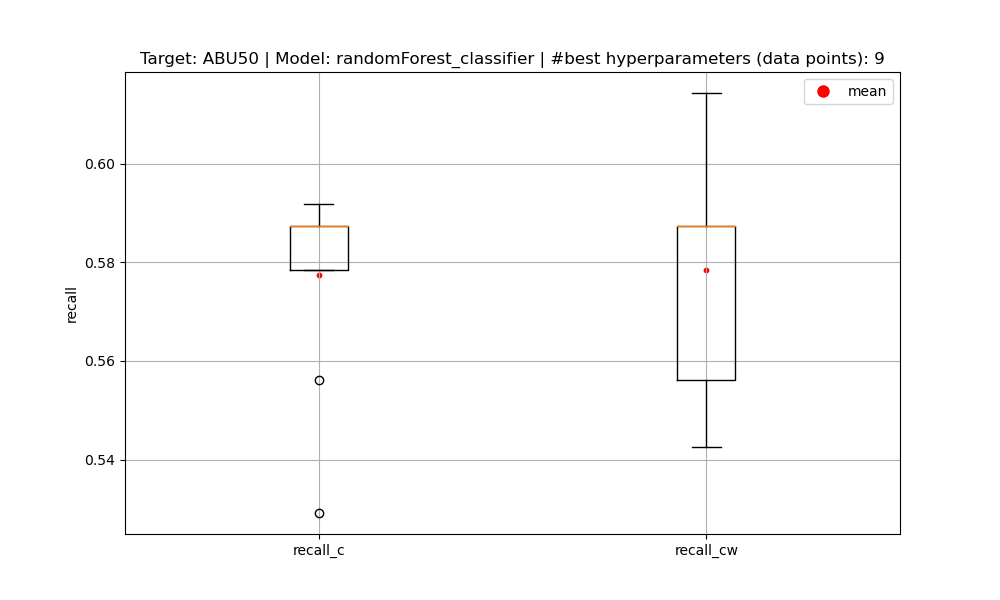 Target: ABU50 | Model: randomForest_classifier | #best hyperparameters (data points): 9
mean
0.60
0.58
0.56
0.54
recall
recall_c
recall_cw